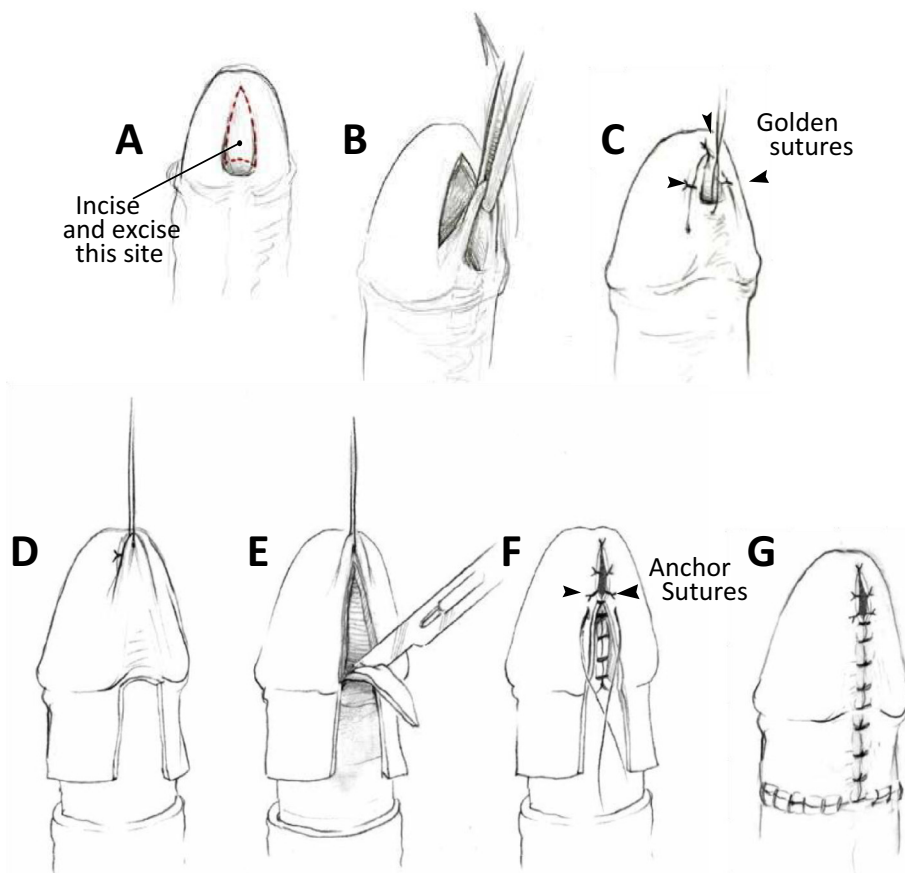 A
Incise
and excise
this site
B
C
Golden
sutures
D
E
F
Anchor
Sutures
G